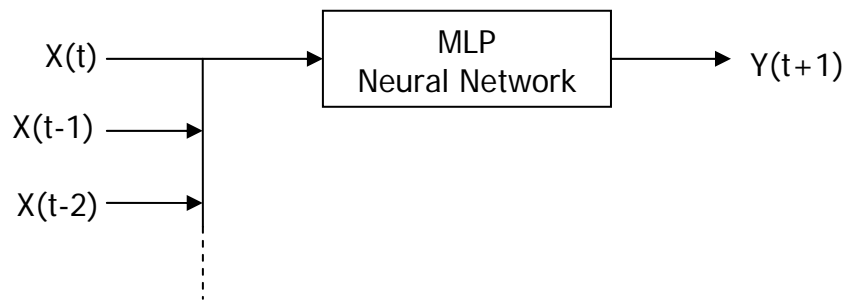 X(t)
MLP
Neural Network
Y(t+1)
X(t-1)
X(t-2)